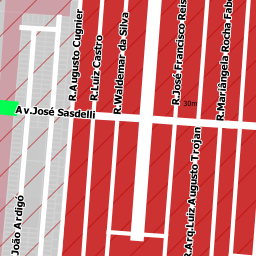 R.Augusto Cugnier
R.Luiz Castro
R.Waldemar da Silva
R.José Francisco Reis
R.Mariângela Rocha Fab
30m
Av.José Sasdelli
João Ardigó
R.Arq.Luiz Augusto Trojan